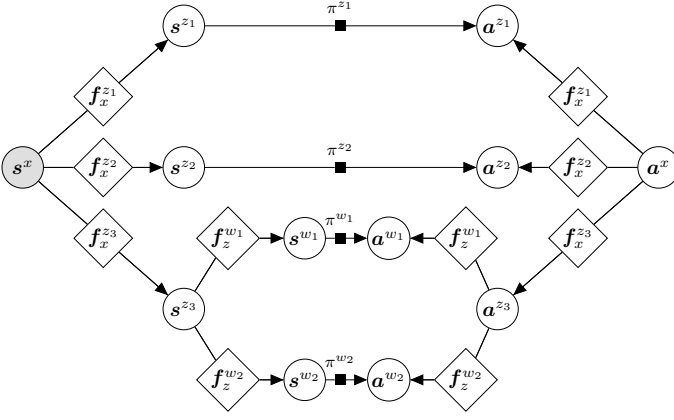 π^{z_1}
s^{z_1} a^{z_1}
f_x^{z_1} f_x^{z_1}
π^{z_2}
s^x f_x^{z_2} s^{z_2} a^{z_2} f_x^{z_2} a^x
π^{w_1}
f_x^{z_3} f_z^{w_1} s^{w_1} a^{w_1} f_z^{w_1} f_x^{z_3}
s^{z_3} a^{z_3}
π^{w_2}
f_z^{w_2} s^{w_2} a^{w_2} f_z^{w_2}